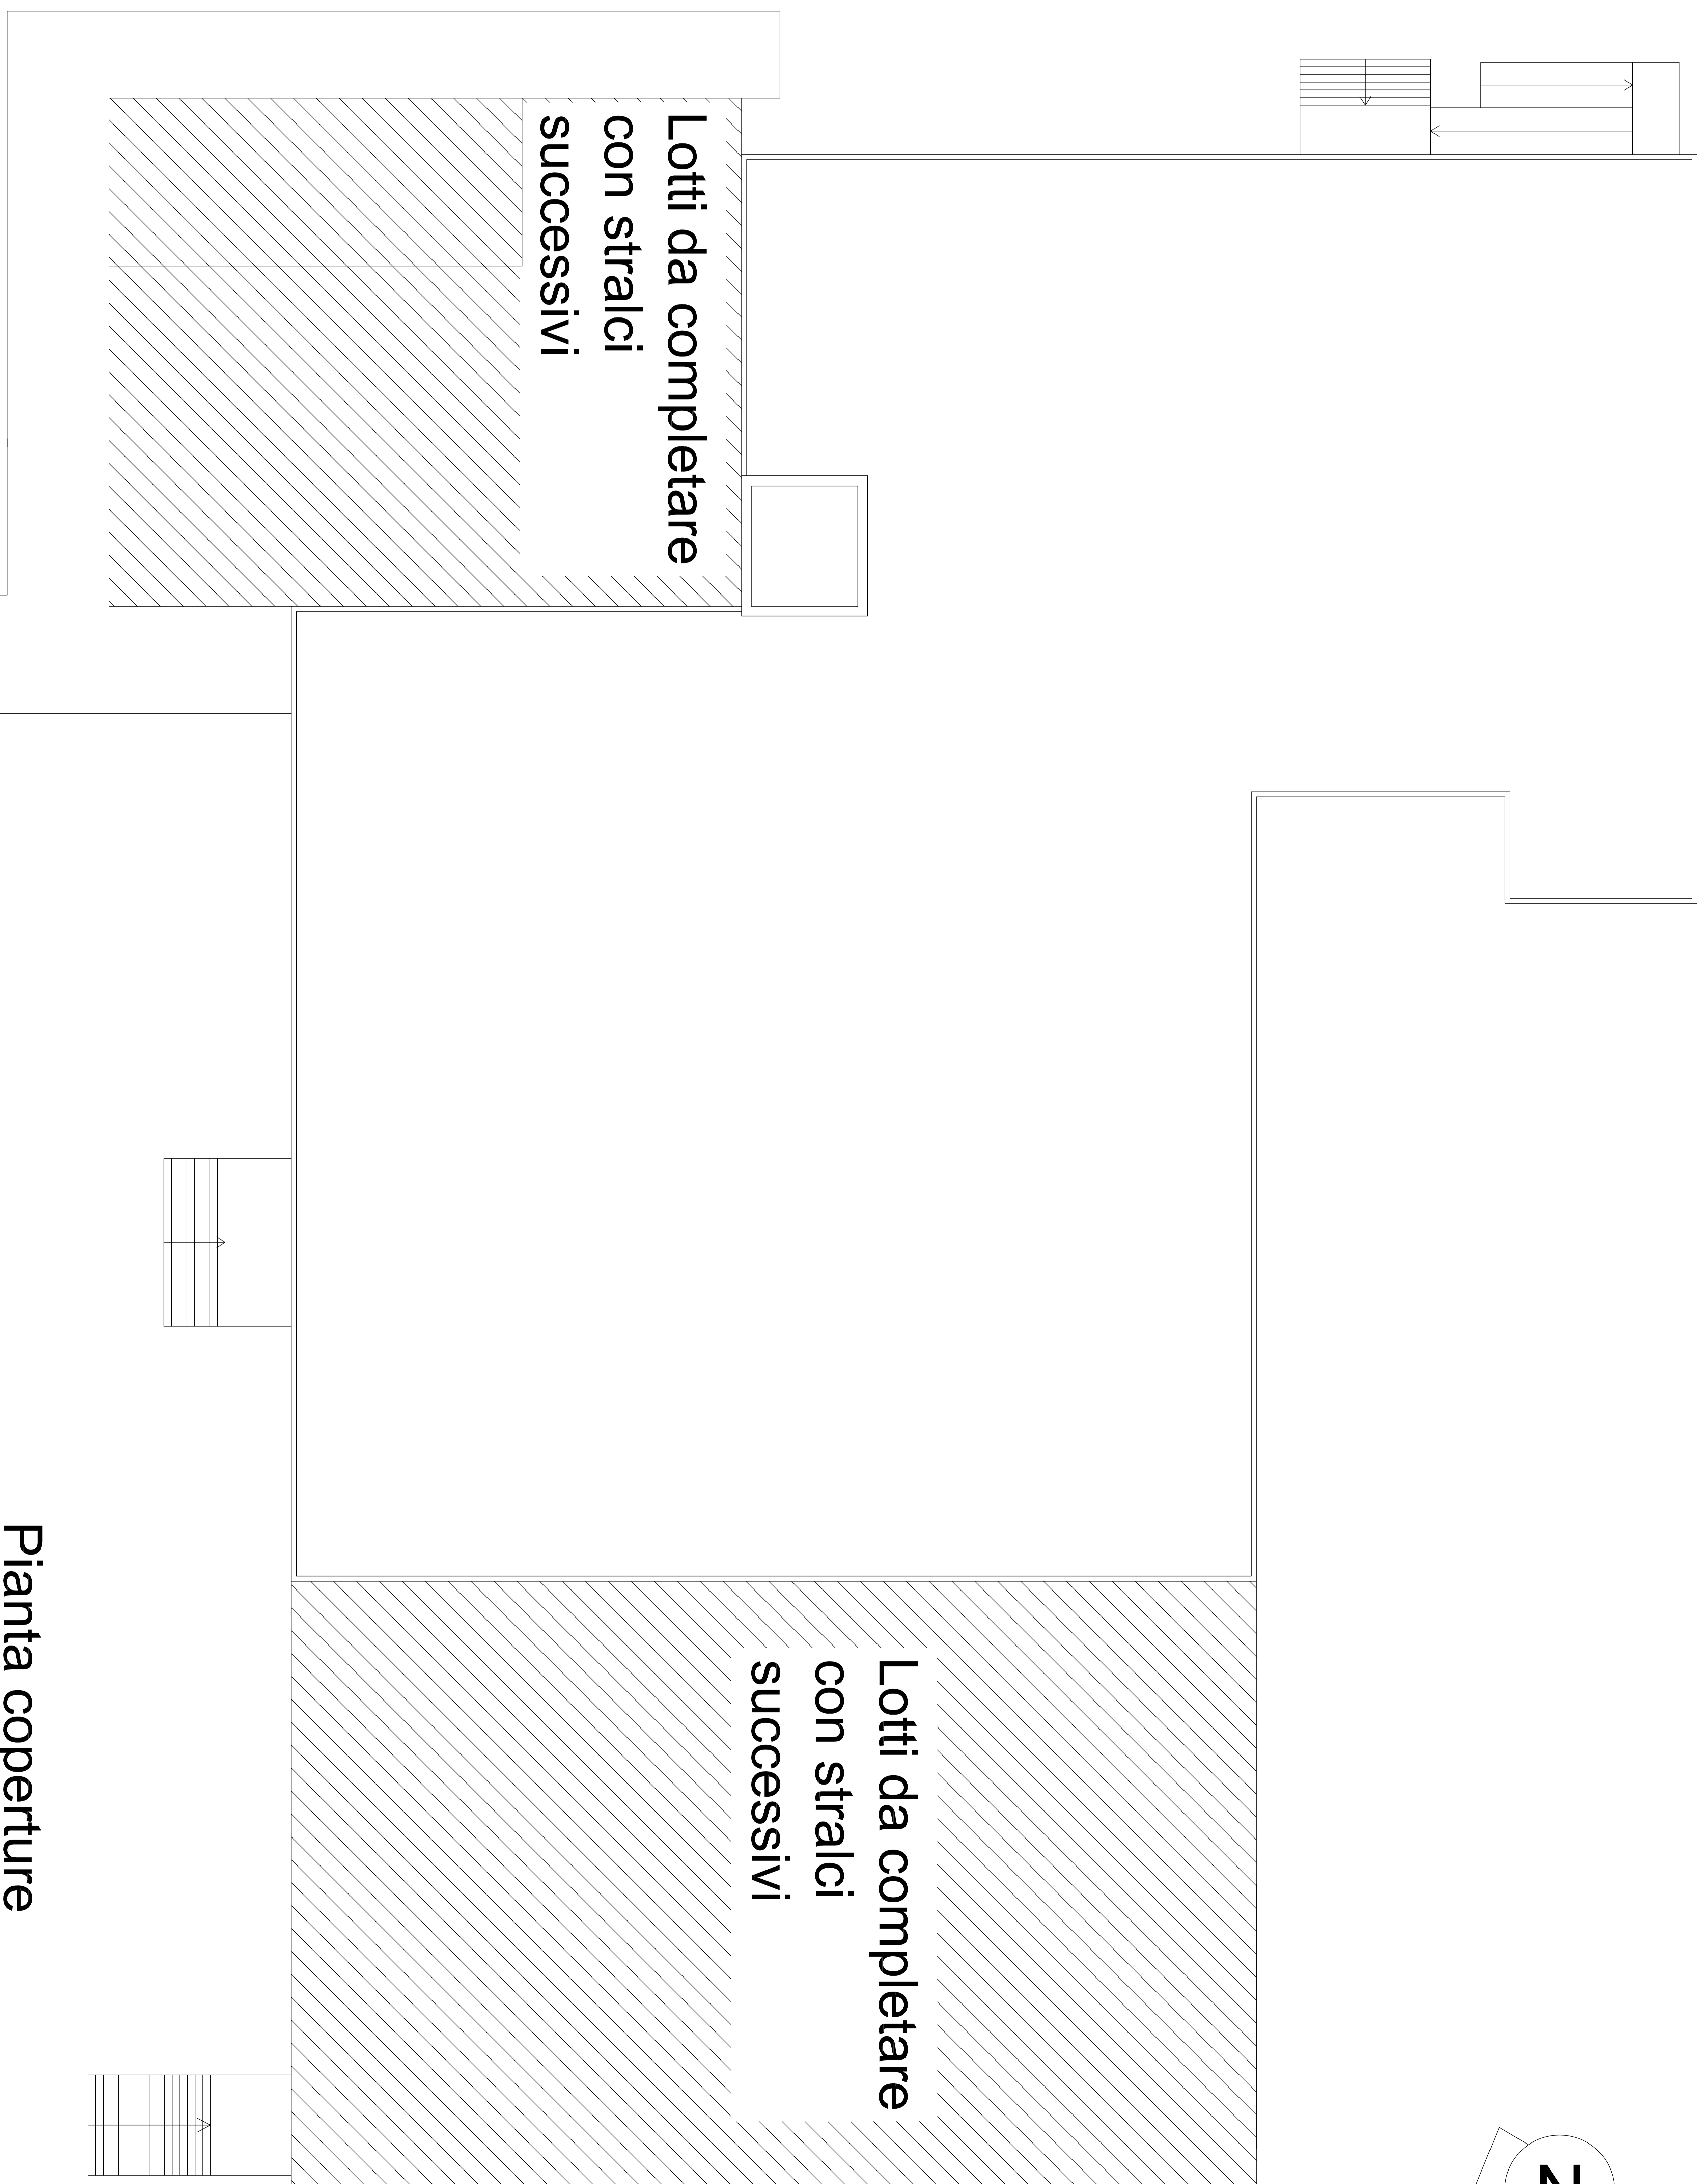 Lotti da completare
con stralci
successivi
Lotti da completare
con stralci
successivi
Pianta coperture
N